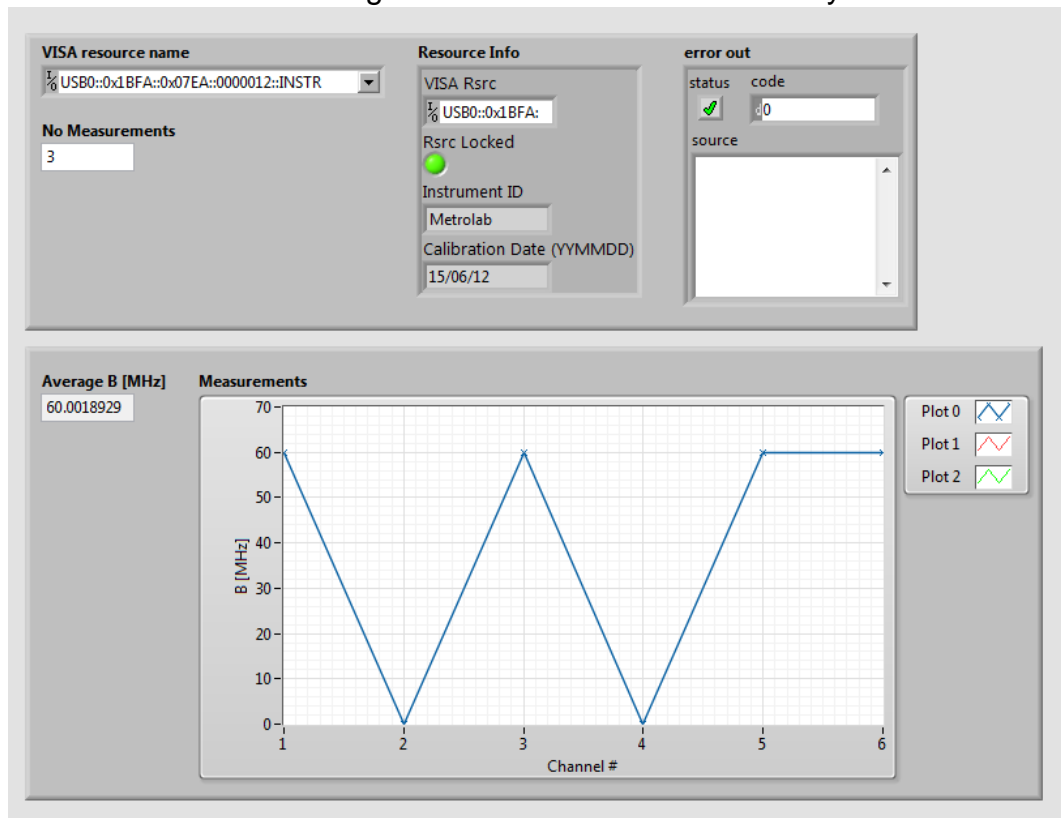 VISA resource name
USB0::0x1BFA::0x07EA::0000012::INSTR
No Measurements
3
Resource Info
VISA Rsrc
USB0::0x1BFA:
Rsrc Locked
Instrument ID
Metrolab
Calibration Date (YYMMDD)
15/06/12
error out
status code
d0
source
Average B [MHz]
60.0018929
Measurements
70
60
50
40
30
20
10
0
B [MHz]
1 2 3 4 5 6
Channel #
Plot 0
Plot 1
Plot 2